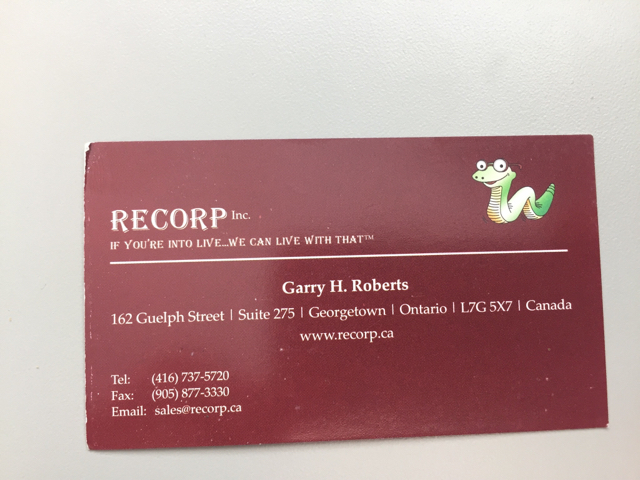 RECORP Inc.
IF YOU'RE INTO LIVE...WE CAN LIVE WITH THAT™
Garry H. Roberts
162 Guelph Street | Suite 275 | Georgetown | Ontario | L7G 5X7 | Canada
www.recorp.ca
Tel: (416) 737-5720
Fax: (905) 877-3330
Email: sales@recorp.ca